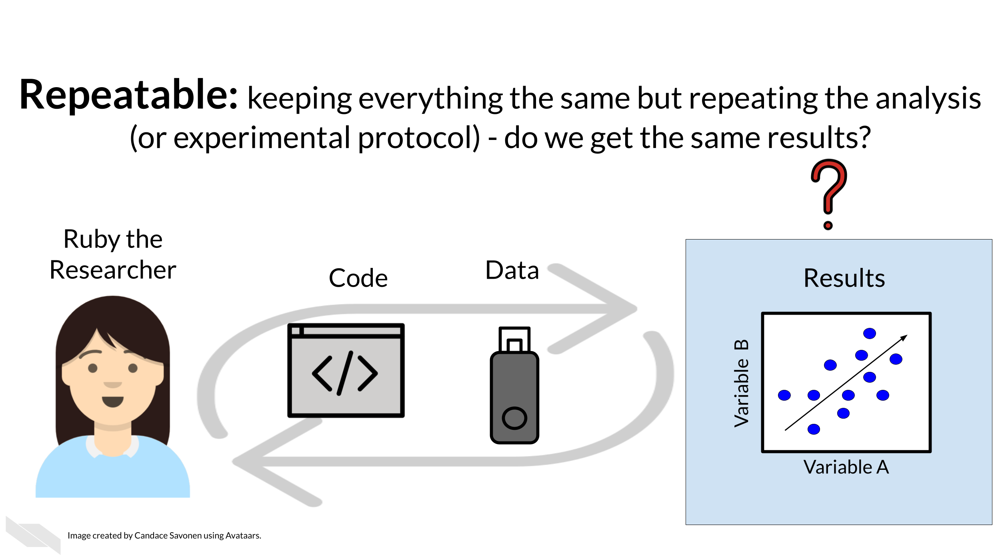 Repeatable: keeping everything the same but repeating the analysis
(or experimental protocol) - do we get the same results?
?
Ruby the
Researcher
Code
Data
Results
</>
Variable B
Variable A
Image created by Candace Savonen using Avataars.